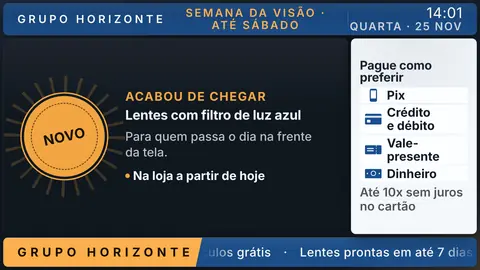 GRUPO HORIZONTE
SEMANA DA VISÃO ·
ATÉ SÁBADO
14:01
QUARTA · 25 NOV
NOVO
ACABOU DE CHEGAR
Lentes com filtro de luz azul
Para quem passa o dia na frente
da tela.
• Na loja a partir de hoje
Pague como
preferir
Pix
Crédito
e débito
Vale-
presente
Dinheiro
Até 10x sem juros
no cartão
GRUPO HORIZONTE
grátis · Lentes prontas em até 7 dias